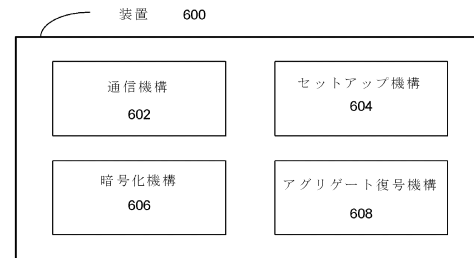 装置 600
通信機構
602
セットアップ機構
604
暗号化機構
606
アグリゲート復号機構
608